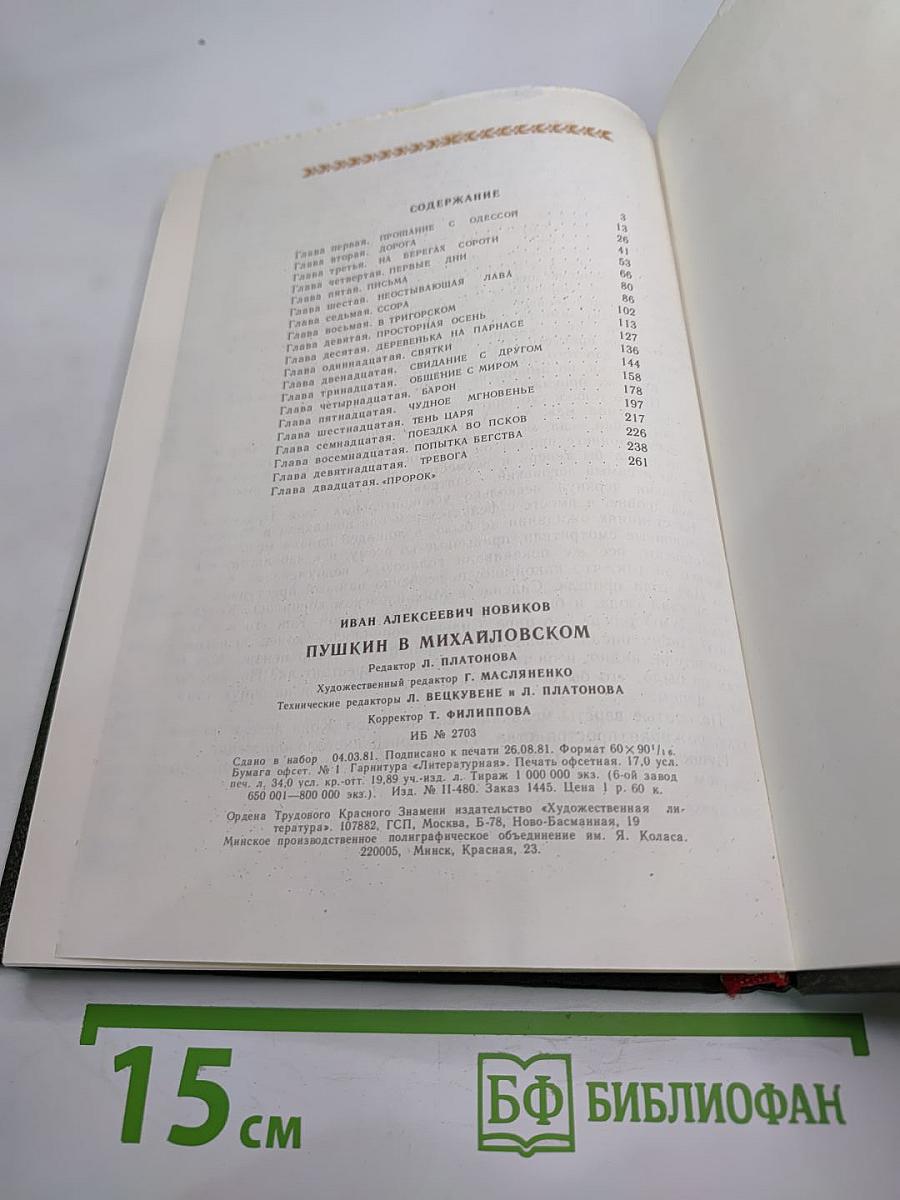 СОДЕРЖАНИЕ
Глава первая. ПРОЩАНИЕ С ОДЕССОЙ 3
Глава вторая. ДОРОГА 13
Глава третья. НА БЕРЕГАХ СОРОТИ 26
Глава четвертая. ПЕРВЫЕ ДНИ 41
Глава пятая. ПИСЬМА 53
Глава шестая. НЕОСТЫВАЮЩАЯ ЛАВА 66
Глава седьмая. ССОРА 80
Глава восьмая. В ТРИГОРСКОМ 86
Глава девятая. ПРОСТОРНАЯ ОСЕНЬ 102
Глава десятая. ДЕРЕВЕНЬКА НА ПАРНАСЕ 113
Глава одиннадцатая. СВЯТКИ 127
Глава двенадцатая. СВИДАНИЕ С ДРУГОМ 136
Глава тринадцатая. ОБЩЕНИЕ С МИРОМ 144
Глава четырнадцатая. БАРОН 158
Глава пятнадцатая. ЧУДНОЕ МГНОВЕНЬЕ 178
Глава шестнадцатая. ТЕНЬ ЦАРЯ 197
Глава семнадцатая. ПОЕЗДКА ВО ПСКОВ 217
Глава восемнадцатая. ПОПЫТКА БЕГСТВА 226
Глава девятнадцатая. ТРЕВОГА 238
Глава двадцатая. «ПРОРОК» 261
ИВАН АЛЕКСЕЕВИЧ НОВИКОВ
ПУШКИН В МИХАЙЛОВСКОМ
Редактор Л. ПЛАТОНОВА
Художественный редактор Г. МАСЛЯНЕНКО
Технические редакторы Л. ВЕЦКУВЕНЕ и Л. ПЛАТОНОВА
Корректор Т. ФИЛИППОВА
ИБ № 2703
Сдано в набор 04.03.81. Подписано к печати 26.08.81. Формат 60×90¹/₁₆.
Бумага офсет. № 1 Гарнитура «Литературная». Печать офсетная. 17,0 усл.
печ. л. 34,0 усл. кр.-отт. 19,89 уч.-изд. л. Тираж 1 000 000 экз. (6-ой завод
650 001—800 000 экз.). Изд. № II-480. Заказ 1445. Цена 1 р. 60 к.
Ордена Трудового Красного Знамени издательство «Художественная ли-
тература». 107882, ГСП, Москва, Б-78, Ново-Басманная, 19
Минское производственное полиграфическое объединение им. Я. Коласа.
220005, Минск, Красная, 23.
15 см
БФ БИБЛИОФАН